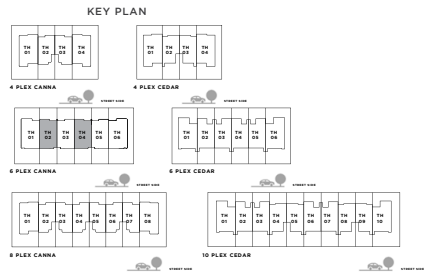 KEY PLAN
TH 01 TH 02 TH 03 TH 04
TH 01 TH 02 TH 03 TH 04
4 PLEX CANNA
4 PLEX CEDAR
STREET SIDE
STREET SIDE
TH 01 TH 02 TH 03 TH 04 TH 05 TH 06
TH 01 TH 02 TH 03 TH 04 TH 05 TH 06
6 PLEX CANNA
6 PLEX CEDAR
STREET SIDE
STREET SIDE
TH 01 TH 02 TH 03 TH 04 TH 05 TH 06 TH 07 TH 08
TH 01 TH 02 TH 03 TH 04 TH 05 TH 06 TH 07 TH 08 TH 09 TH 10
8 PLEX CANNA
10 PLEX CEDAR
STREET SIDE
STREET SIDE